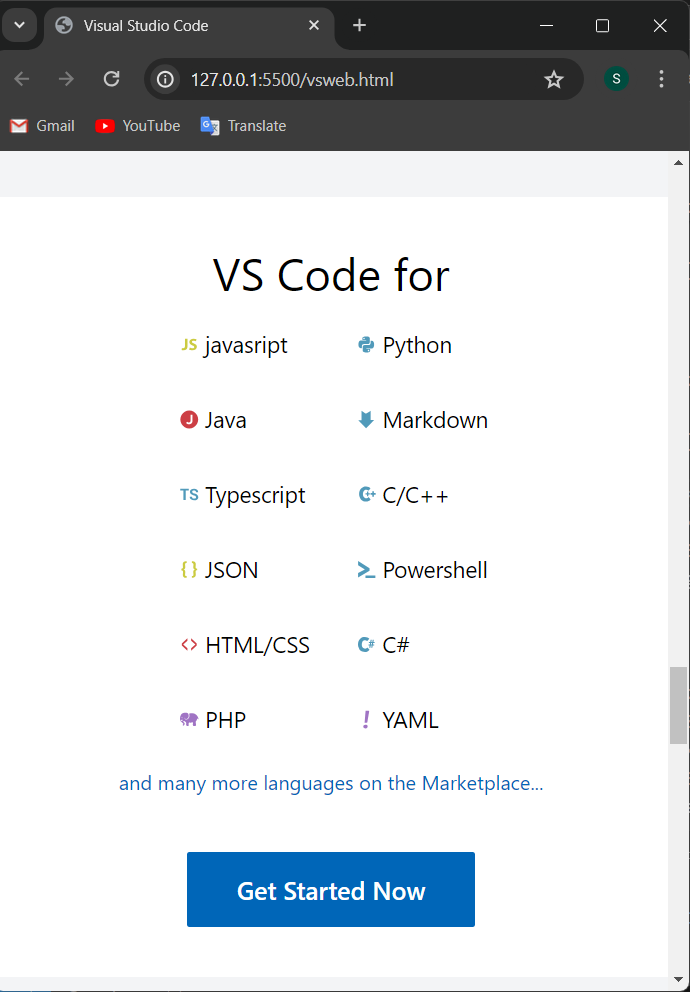 Visual Studio Code
127.0.0.1:5500/vsweb.html
S
Gmail YouTube Translate
VS Code for
JS javasript Python
J Java Markdown
TS Typescript C/C++
{} JSON Powershell
<> HTML/CSS C# C#
PHP ! YAML
and many more languages on the Marketplace...
Get Started Now